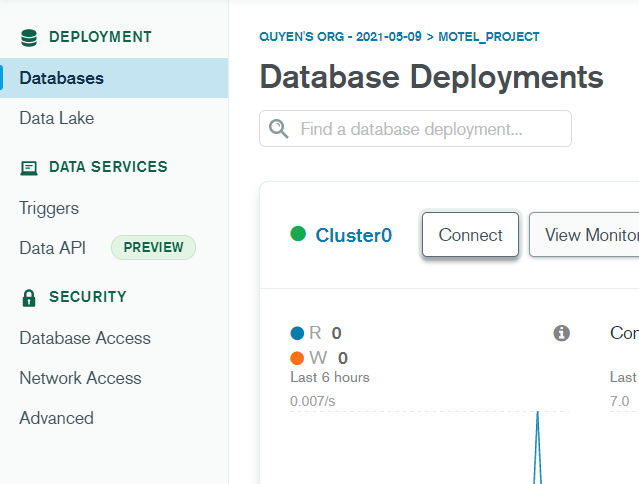 DEPLOYMENT
Databases
Data Lake
DATA SERVICES
Triggers
Data API PREVIEW
SECURITY
Database Access
Network Access
Advanced
QUYEN'S ORG - 2021-05-09 > MOTEL_PROJECT
Database Deployments
Find a database deployment...
Cluster0 Connect View Monitor
R 0
W 0
Last 6 hours
0.007/s
Con
Last
7.0